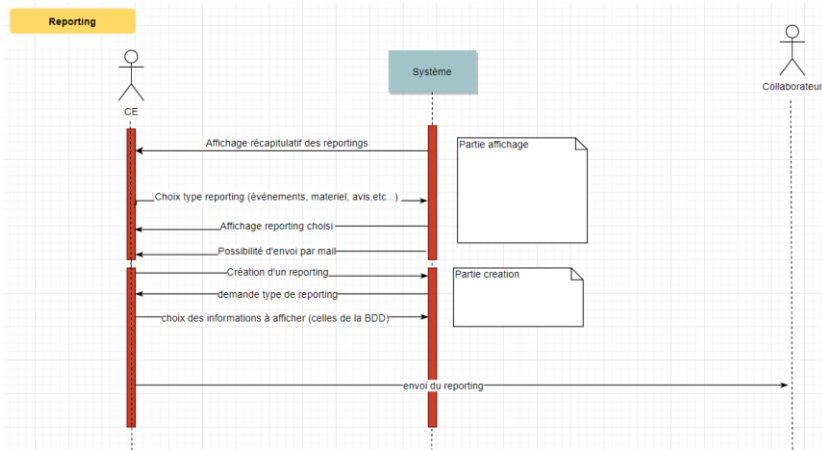 Reporting
Système
CE
Collaborateur
Affichage récapitulatif des reportings
Partie affichage
Choix type reporting (événements, materiel, avis,etc...)
Affichage reporting choisi
Possibilité d'envoi par mail
Création d'un reporting
Partie creation
demande type de reporting
choix des informations à afficher (celles de la BDD)
envoi du reporting